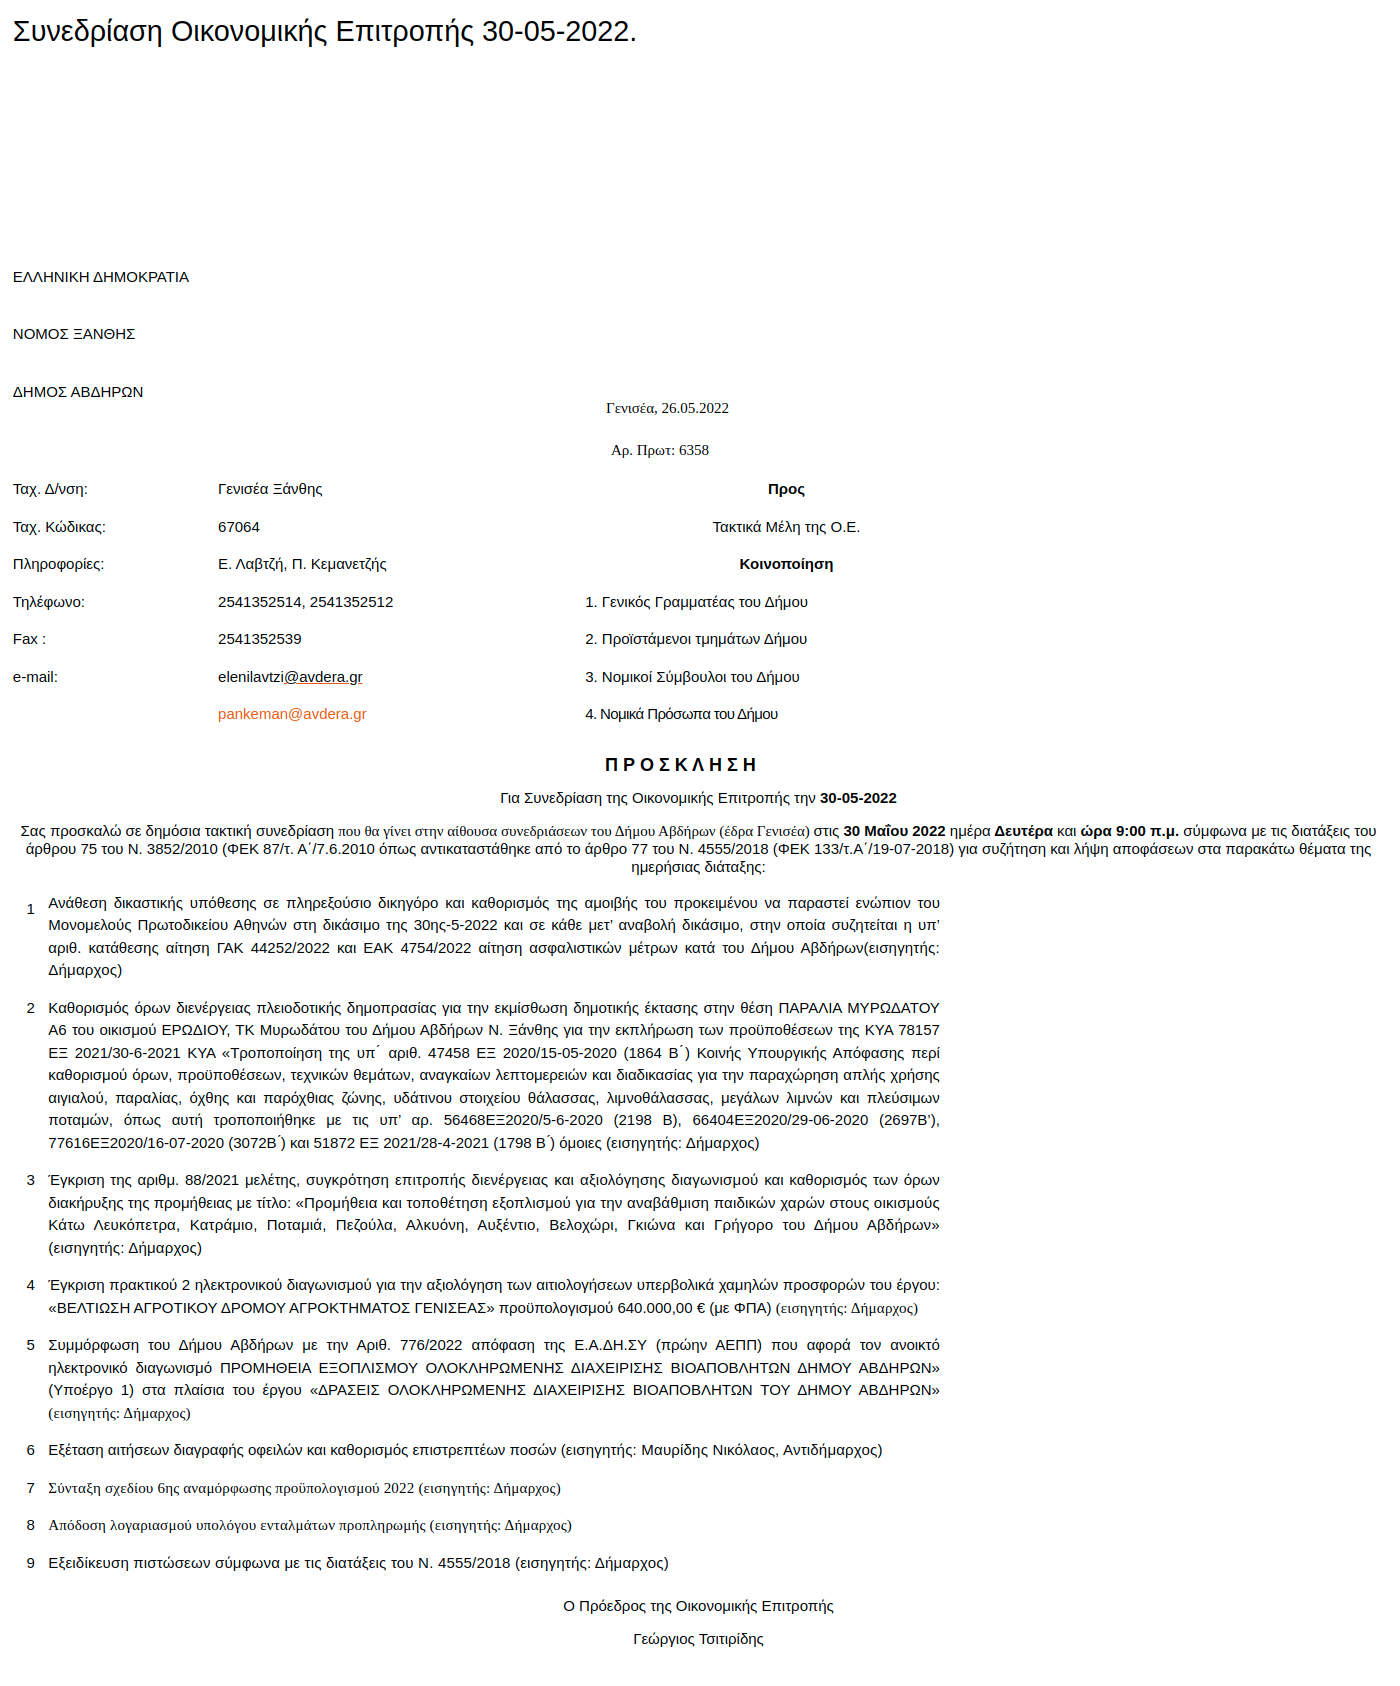 Συνεδρίαση Οικονομικής Επιτροπής 30-05-2022.
ΕΛΛΗΝΙΚΗ ΔΗΜΟΚΡΑΤΙΑ
ΝΟΜΟΣ ΞΑΝΘΗΣ
ΔΗΜΟΣ ΑΒΔΗΡΩΝ
Γενισέα, 26.05.2022
Αρ. Πρωτ: 6358
Ταχ. Δ/νση: Γενισέα Ξάνθης Προς
Ταχ. Κώδικας: 67064 Τακτικά Μέλη της Ο.Ε.
Πληροφορίες: Ε. Λαβτζή, Π. Κεμανετζής Κοινοποίηση
Τηλέφωνο: 2541352514, 2541352512 1. Γενικός Γραμματέας του Δήμου
Fax : 2541352539 2. Προϊστάμενοι τμημάτων Δήμου
e-mail: elenilavtzi@avdera.gr 3. Νομικοί Σύμβουλοι του Δήμου
pankeman@avdera.gr 4. Νομικά Πρόσωπα του Δήμου
Π Ρ Ο Σ Κ Λ Η Σ Η
Για Συνεδρίαση της Οικονομικής Επιτροπής την 30-05-2022
Σας προσκαλώ σε δημόσια τακτική συνεδρίαση που θα γίνει στην αίθουσα συνεδριάσεων του Δήμου Αβδήρων (έδρα Γενισέα) στις 30 Μαΐου 2022 ημέρα Δευτέρα και ώρα 9:00 π.μ. σύμφωνα με τις διατάξεις του
άρθρου 75 του Ν. 3852/2010 (ΦΕΚ 87/τ. Α΄/7.6.2010 όπως αντικαταστάθηκε από το άρθρο 77 του Ν. 4555/2018 (ΦΕΚ 133/τ.Α΄/19-07-2018) για συζήτηση και λήψη αποφάσεων στα παρακάτω θέματα της
ημερήσιας διάταξης:
1 Ανάθεση δικαστικής υπόθεσης σε πληρεξούσιο δικηγόρο και καθορισμός της αμοιβής του προκειμένου να παραστεί ενώπιον του
Μονομελούς Πρωτοδικείου Αθηνών στη δικάσιμο της 30ης-5-2022 και σε κάθε μετ’ αναβολή δικάσιμο, στην οποία συζητείται η υπ’
αριθ. κατάθεσης αίτηση ΓΑΚ 44252/2022 και ΕΑΚ 4754/2022 αίτηση ασφαλιστικών μέτρων κατά του Δήμου Αβδήρων(εισηγητής:
Δήμαρχος)
2 Καθορισμός όρων διενέργειας πλειοδοτικής δημοπρασίας για την εκμίσθωση δημοτικής έκτασης στην θέση ΠΑΡΑΛΙΑ ΜΥΡΩΔΑΤΟΥ
Α6 του οικισμού ΕΡΩΔΙΟΥ, ΤΚ Μυρωδάτου του Δήμου Αβδήρων Ν. Ξάνθης για την εκπλήρωση των προϋποθέσεων της ΚΥΑ 78157
ΕΞ 2021/30-6-2021 ΚΥΑ «Τροποποίηση της υπ΄ αριθ. 47458 ΕΞ 2020/15-05-2020 (1864 Β΄) Κοινής Υπουργικής Απόφασης περί
καθορισμού όρων, προϋποθέσεων, τεχνικών θεμάτων, αναγκαίων λεπτομερειών και διαδικασίας για την παραχώρηση απλής χρήσης
αιγιαλού, παραλίας, όχθης και παρόχθιας ζώνης, υδάτινου στοιχείου θάλασσας, λιμνοθάλασσας, μεγάλων λιμνών και πλεύσιμων
ποταμών, όπως αυτή τροποποιήθηκε με τις υπ’ αρ. 56468ΕΞ2020/5-6-2020 (2198 Β), 66404ΕΞ2020/29-06-2020 (2697Β’),
77616ΕΞ2020/16-07-2020 (3072Β΄) και 51872 ΕΞ 2021/28-4-2021 (1798 Β΄) όμοιες (εισηγητής: Δήμαρχος)
3 Έγκριση της αριθμ. 88/2021 μελέτης, συγκρότηση επιτροπής διενέργειας και αξιολόγησης διαγωνισμού και καθορισμός των όρων
διακήρυξης της προμήθειας με τίτλο: «Προμήθεια και τοποθέτηση εξοπλισμού για την αναβάθμιση παιδικών χαρών στους οικισμούς
Κάτω Λευκόπετρα, Κατράμιο, Ποταμιά, Πεζούλα, Αλκυόνη, Αυξέντιο, Βελοχώρι, Γκιώνα και Γρήγορο του Δήμου Αβδήρων»
(εισηγητής: Δήμαρχος)
4 Έγκριση πρακτικού 2 ηλεκτρονικού διαγωνισμού για την αξιολόγηση των αιτιολογήσεων υπερβολικά χαμηλών προσφορών του έργου:
«ΒΕΛΤΙΩΣΗ ΑΓΡΟΤΙΚΟΥ ΔΡΟΜΟΥ ΑΓΡΟΚΤΗΜΑΤΟΣ ΓΕΝΙΣΕΑΣ» προϋπολογισμού 640.000,00 € (με ΦΠΑ) (εισηγητής: Δήμαρχος)
5 Συμμόρφωση του Δήμου Αβδήρων με την Αριθ. 776/2022 απόφαση της Ε.Α.ΔΗ.ΣΥ (πρώην ΑΕΠΠ) που αφορά τον ανοικτό
ηλεκτρονικό διαγωνισμό ΠΡΟΜΗΘΕΙΑ ΕΞΟΠΛΙΣΜΟΥ ΟΛΟΚΛΗΡΩΜΕΝΗΣ ΔΙΑΧΕΙΡΙΣΗΣ ΒΙΟΑΠΟΒΛΗΤΩΝ ΔΗΜΟΥ ΑΒΔΗΡΩΝ»
(Υποέργο 1) στα πλαίσια του έργου «ΔΡΑΣΕΙΣ ΟΛΟΚΛΗΡΩΜΕΝΗΣ ΔΙΑΧΕΙΡΙΣΗΣ ΒΙΟΑΠΟΒΛΗΤΩΝ ΤΟΥ ΔΗΜΟΥ ΑΒΔΗΡΩΝ»
(εισηγητής: Δήμαρχος)
6 Εξέταση αιτήσεων διαγραφής οφειλών και καθορισμός επιστρεπτέων ποσών (εισηγητής: Μαυρίδης Νικόλαος, Αντιδήμαρχος)
7 Σύνταξη σχεδίου 6ης αναμόρφωσης προϋπολογισμού 2022 (εισηγητής: Δήμαρχος)
8 Απόδοση λογαριασμού υπολόγου ενταλμάτων προπληρωμής (εισηγητής: Δήμαρχος)
9 Εξειδίκευση πιστώσεων σύμφωνα με τις διατάξεις του Ν. 4555/2018 (εισηγητής: Δήμαρχος)
Ο Πρόεδρος της Οικονομικής Επιτροπής
Γεώργιος Τσιτιρίδης